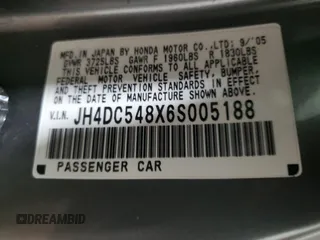 MFD. IN JAPAN BY HONDA MOTOR CO.,LTD. 9/'05
GVWR 3725LBS GAWR F 1980LBS R 1830LBS
THIS VEHICLE CONFORMS TO ALL APPLICABLE
FEDERAL MOTOR VEHICLE SAFETY, BUMPER, AND
THEFT PREVENTION STANDARDS IN EFFECT ON
THE DATE OF MANUFACTURE SHOWN ABOVE.
V.I.N. JH4DC548X6S005188
PASSENGER CAR
DREAMBID